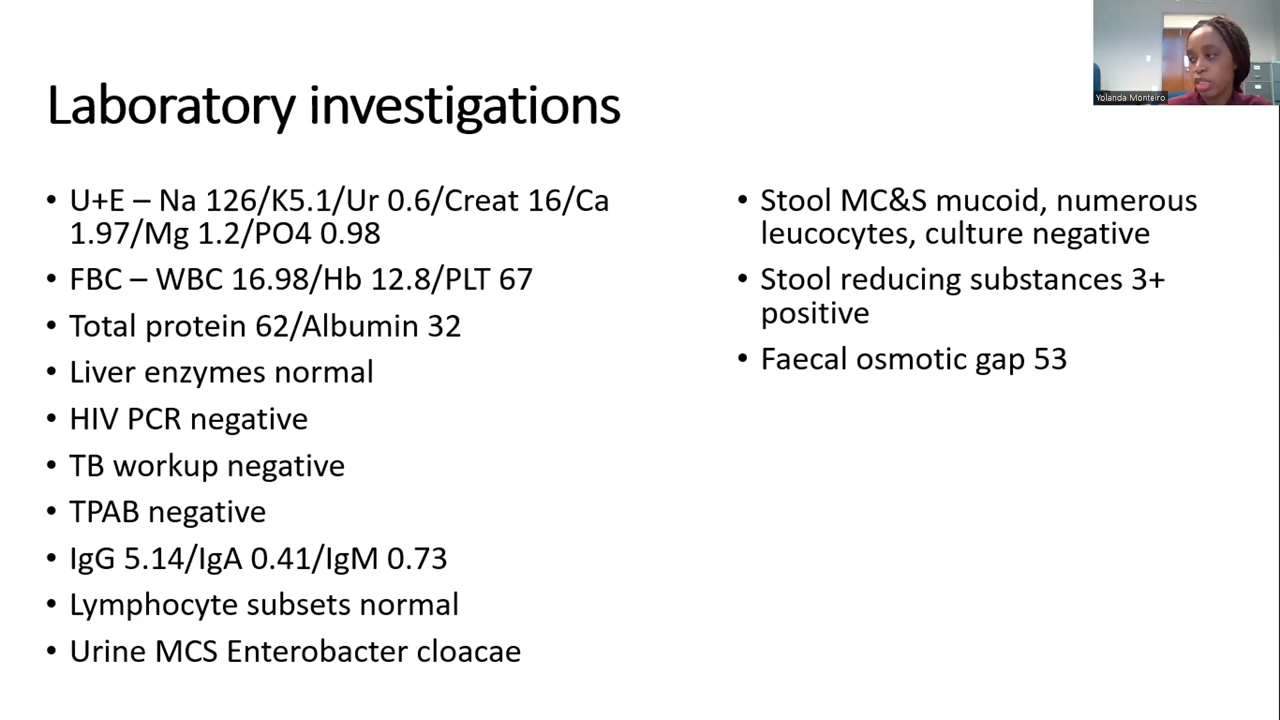 Laboratory investigations
• U+E – Na 126/K5.1/Ur 0.6/Creat 16/Ca
1.97/Mg 1.2/PO4 0.98
• FBC – WBC 16.98/Hb 12.8/PLT 67
• Total protein 62/Albumin 32
• Liver enzymes normal
• HIV PCR negative
• TB workup negative
• TPAB negative
• IgG 5.14/IgA 0.41/IgM 0.73
• Lymphocyte subsets normal
• Urine MCS Enterobacter cloacae
• Stool MC&S mucoid, numerous
leucocytes, culture negative
• Stool reducing substances 3+
positive
• Faecal osmotic gap 53
Yolanda Monteiro